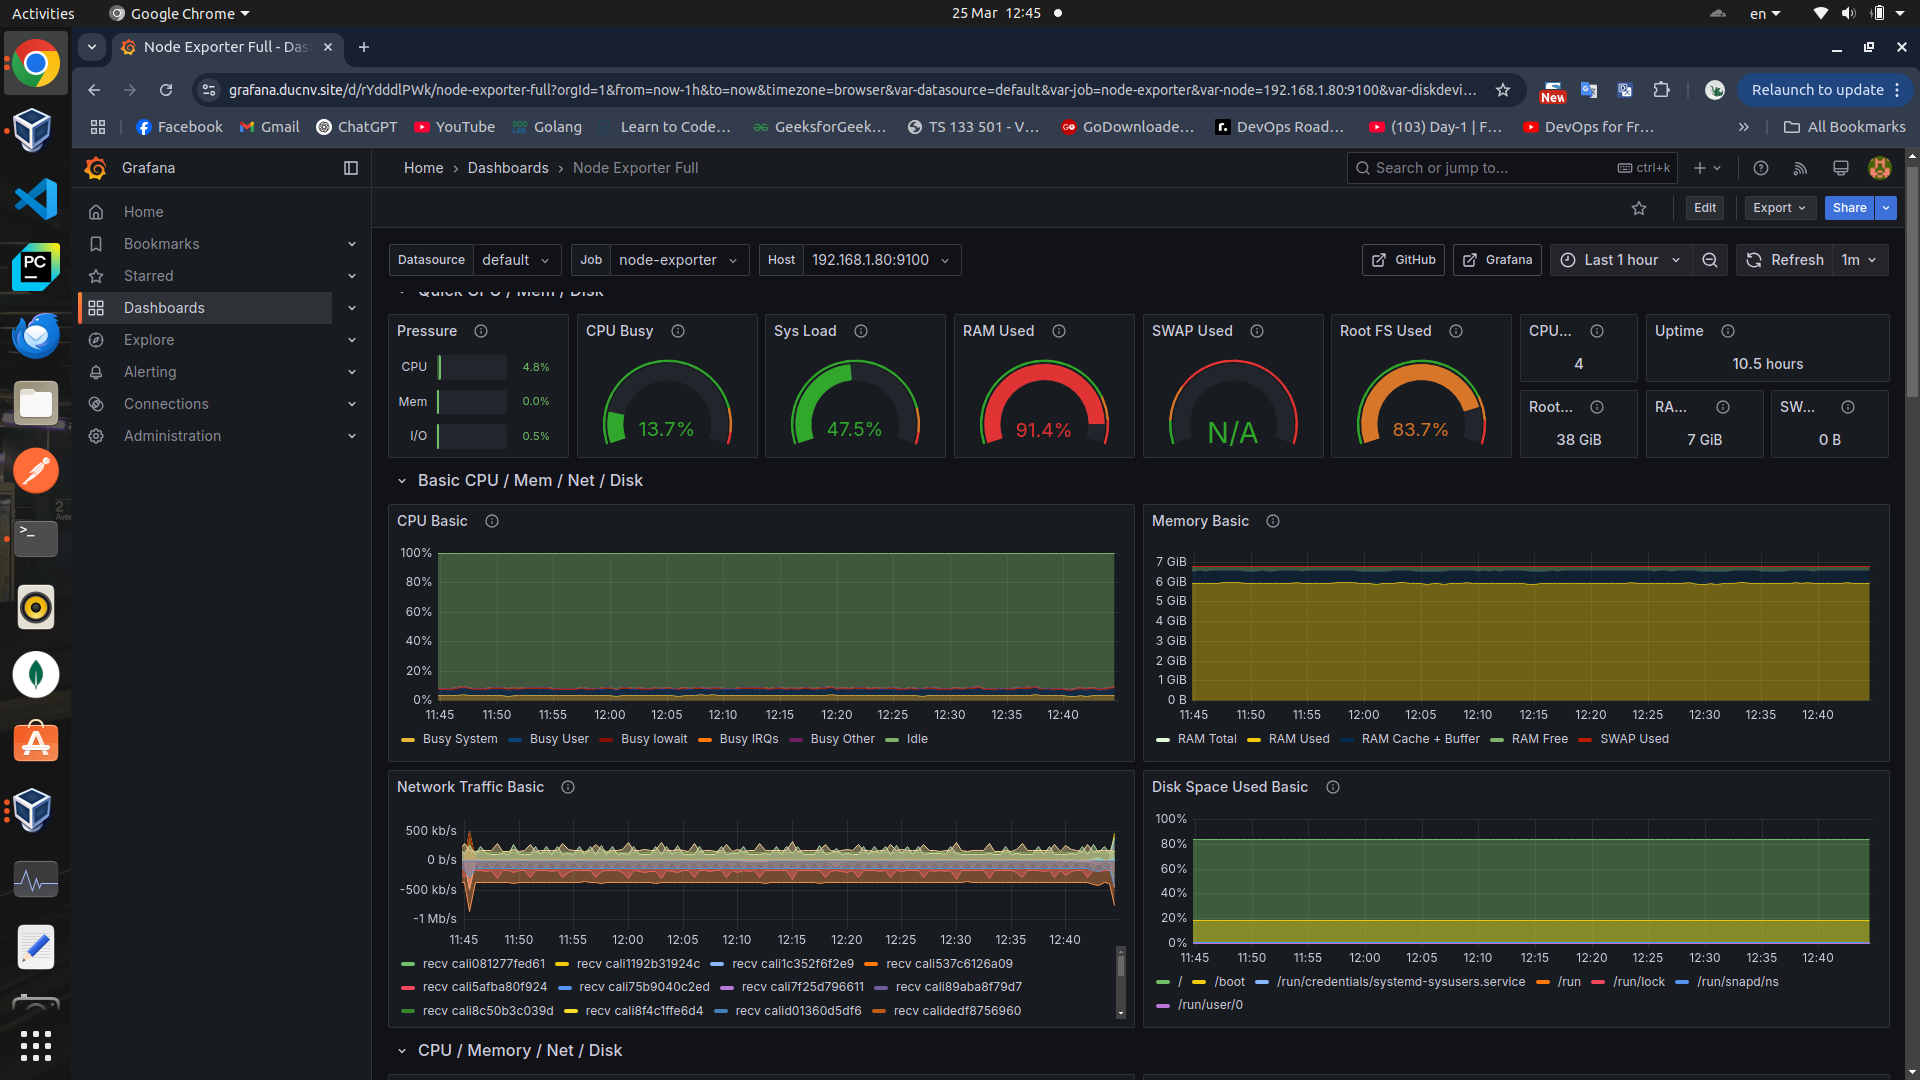 Activities
Google Chrome
25 Mar 12:45
en
Node Exporter Full - Das
grafana.ducnv.site/d/rYdddlPWk/node-exporter-full?orgId=1&from=now-1h&to=now&timezone=browser&var-datasource=default&var-job=node-exporter&var-node=192.168.1.80:9100&var-diskdevi...
New
Relaunch to update
Facebook
Gmail
ChatGPT
YouTube
Golang
Learn to Code...
GeeksforGeek...
TS 133 501 - V...
GoDownloade...
DevOps Road...
(103) Day-1 | F...
DevOps for Fr...
All Bookmarks
Grafana
Home › Dashboards › Node Exporter Full
Search or jump to...
ctrl+k
Home
Bookmarks
Starred
Dashboards
Explore
Alerting
Connections
Administration
Edit
Export
Share
Datasource default
Job node-exporter
Host 192.168.1.80:9100
GitHub
Grafana
Last 1 hour
Refresh
1m
Quick CPU / Mem / Disk
Pressure
CPU 4.8%
Mem 0.0%
I/O 0.5%
CPU Busy
13.7%
Sys Load
47.5%
RAM Used
91.4%
SWAP Used
N/A
Root FS Used
83.7%
CPU...
4
Uptime
10.5 hours
Root...
38 GiB
RA...
7 GiB
SW...
0 B
Basic CPU / Mem / Net / Disk
CPU Basic
100%
80%
60%
40%
20%
0%
11:45 11:50 11:55 12:00 12:05 12:10 12:15 12:20 12:25 12:30 12:35 12:40
Busy System Busy User Busy Iowait Busy IRQs Busy Other Idle
Memory Basic
7 GiB
6 GiB
5 GiB
4 GiB
3 GiB
2 GiB
1 GiB
0 B
11:45 11:50 11:55 12:00 12:05 12:10 12:15 12:20 12:25 12:30 12:35 12:40
RAM Total RAM Used RAM Cache + Buffer RAM Free SWAP Used
Network Traffic Basic
500 kb/s
0 b/s
-500 kb/s
-1 Mb/s
11:45 11:50 11:55 12:00 12:05 12:10 12:15 12:20 12:25 12:30 12:35 12:40
recv cali081277fed61 recv cali1192b31924c recv cali1c352f6f2e9 recv cali537c6126a09
recv cali5afba80f924 recv cali75b9040c2ed recv cali7f25d796611 recv cali89aba8f79d7
recv cali8c50b3c039d recv cali8f4c1ffe6d4 recv calid01360d5df6 recv calidedf8756960
Disk Space Used Basic
100%
80%
60%
40%
20%
0%
11:45 11:50 11:55 12:00 12:05 12:10 12:15 12:20 12:25 12:30 12:35 12:40
/ /boot /run/credentials/systemd-sysusers.service /run /run/lock /run/snapd/ns
/run/user/0
CPU / Memory / Net / Disk
PC
>_